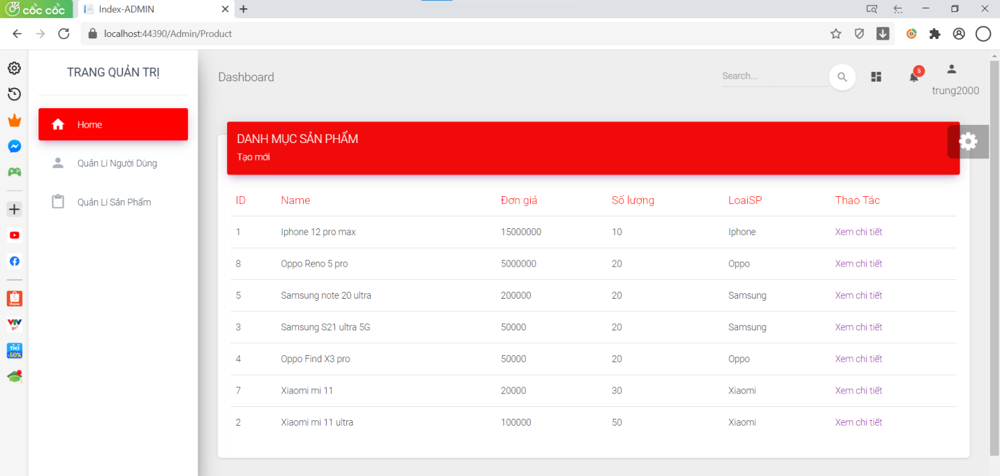 cốc cốc Index-ADMIN
localhost:44390/Admin/Product
TRANG QUẢN TRỊ
Home
Quản Lí Người Dùng
Quản Lí Sản Phẩm
Dashboard Search... 5
trung2000
DANH MỤC SẢN PHẨM
Tạo mới
ID Name Đơn giá Số lượng LoaiSP Thao Tác
1 Iphone 12 pro max 15000000 10 Iphone Xem chi tiết
8 Oppo Reno 5 pro 5000000 20 Oppo Xem chi tiết
5 Samsung note 20 ultra 200000 20 Samsung Xem chi tiết
3 Samsung S21 ultra 5G 50000 20 Samsung Xem chi tiết
4 Oppo Find X3 pro 50000 20 Oppo Xem chi tiết
7 Xiaomi mi 11 20000 30 Xiaomi Xem chi tiết
2 Xiaomi mi 11 ultra 100000 50 Xiaomi Xem chi tiết
Shopee
VTV
go
TIKI
-50%